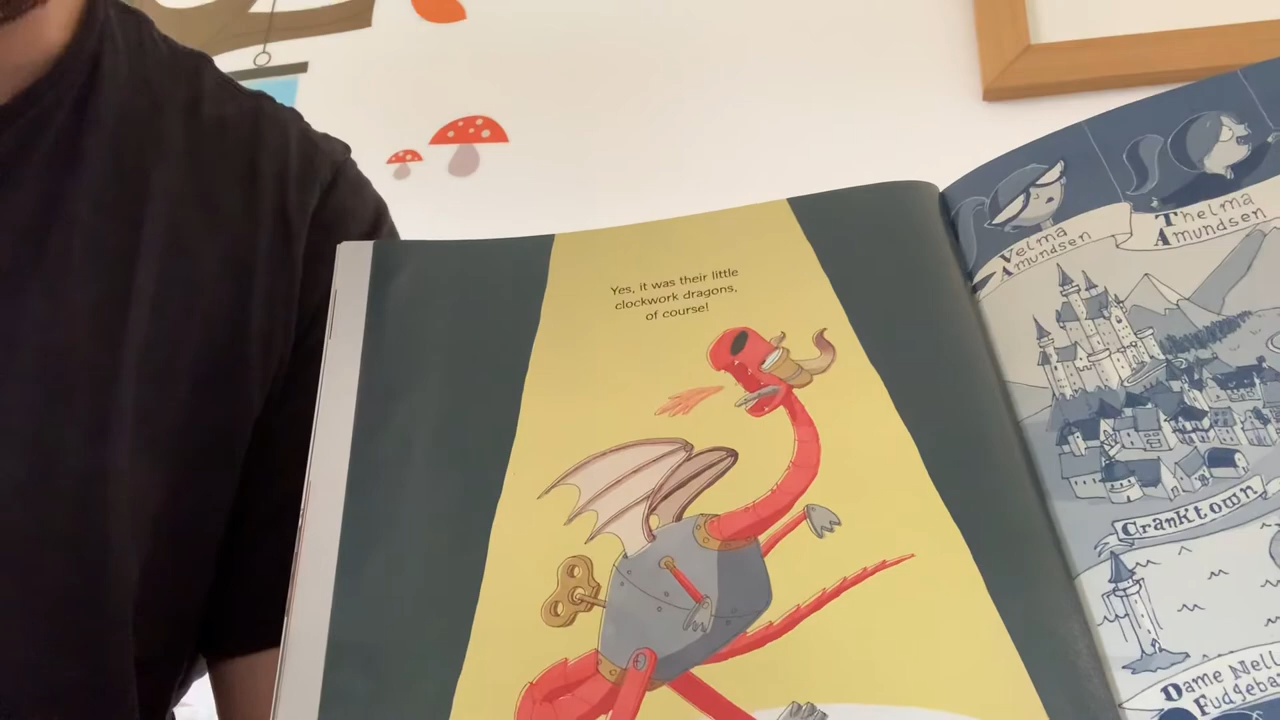 Yes, it was their little
clockwork dragons,
of course!
Velma
Amundsen
Thelma
Amundsen
Cranktown
Dame Nell